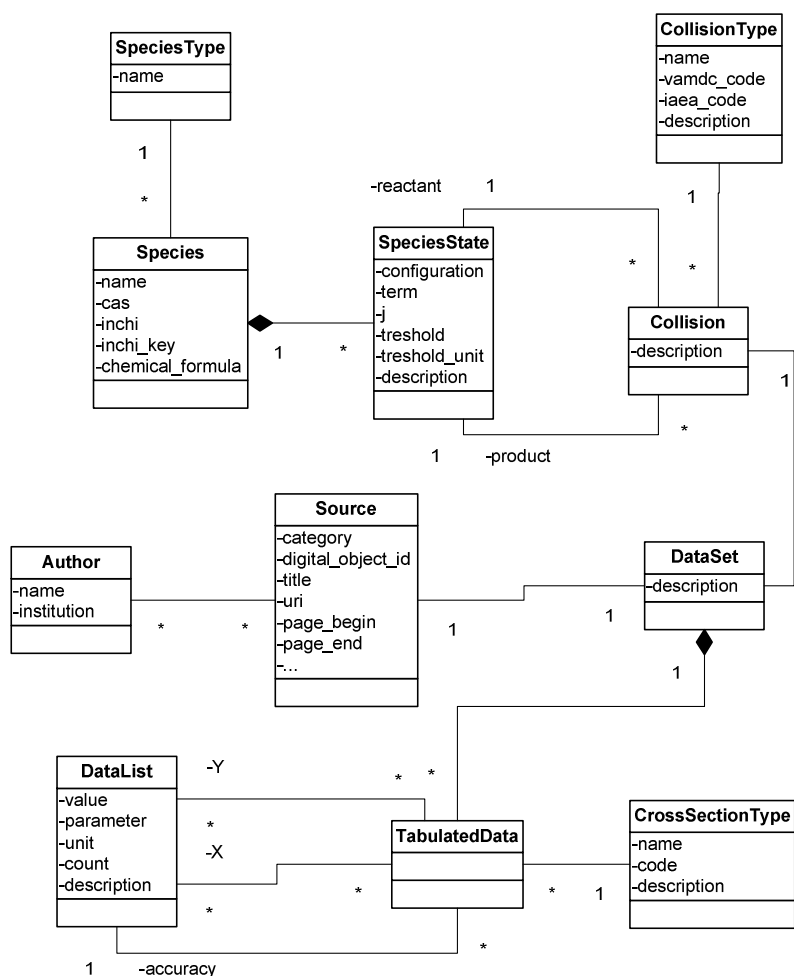 SpeciesType
-name
1
*
CollisionType
-name
-vamdc_code
-iaea_code
-description
1
*
-reactant 1
*
Species
-name
-cas
-inchi
-inchi_key
-chemical_formula
1 *
SpeciesState
-configuration
-term
-j
-treshold
-treshold_unit
-description
Collision
-description
1
*
1 -product
Author
-name
-institution
* *
Source
-category
-digital_object_id
-title
-uri
-page_begin
-page_end
-...
1 1
DataSet
-description
1
DataList
-value
-parameter
-unit
-count
-description
-Y
* *
*
-X
*
*
TabulatedData
* 1
CrossSectionType
-name
-code
-description
1 -accuracy
*